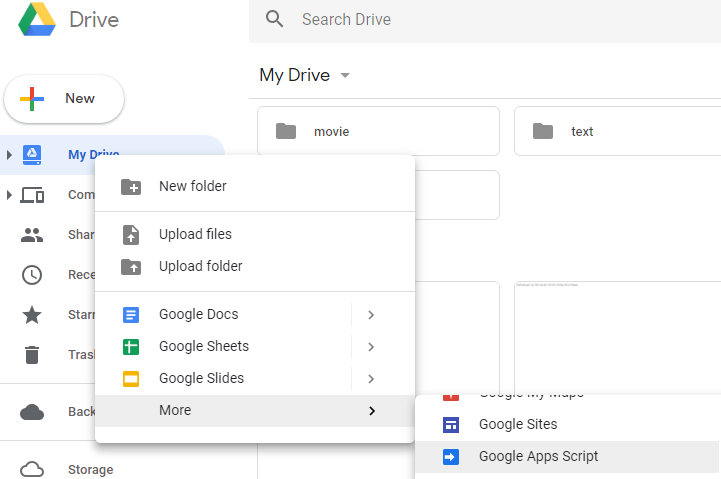 Drive
Search Drive
My Drive
New
movie
text
My Drive
New folder
Com
Shar
Upload files
Rece
Upload folder
Starr
Google Docs
Google Sheets
Trash
Google Slides
Google My Maps
Back
More
Google Sites
Google Apps Script
Storage